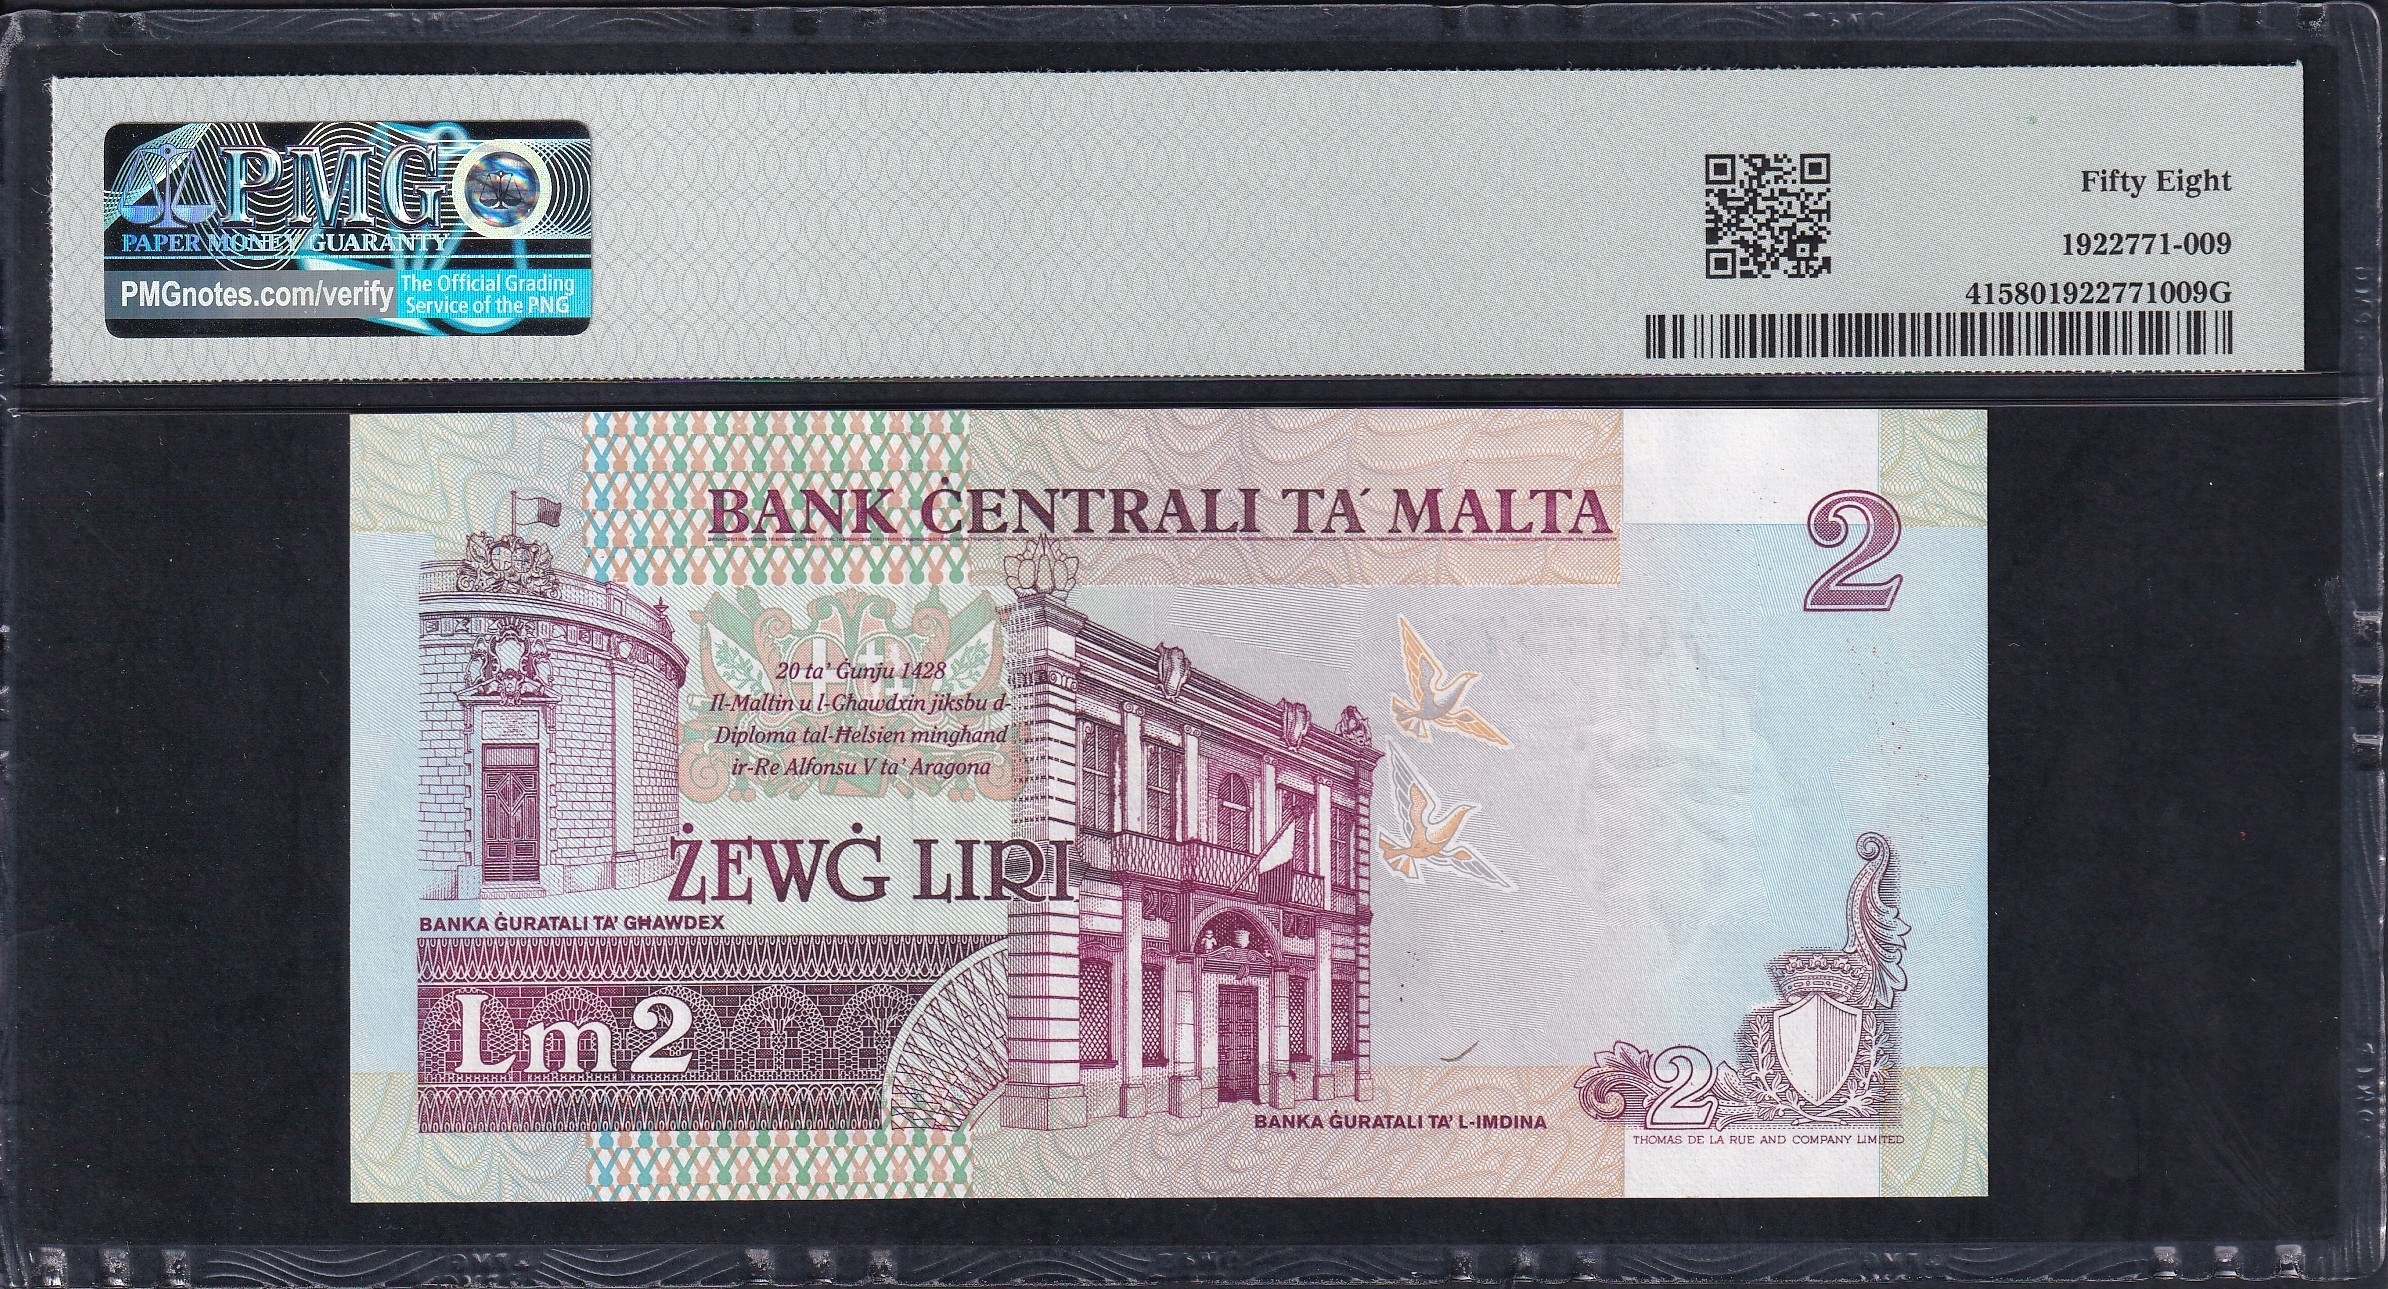 PMG
PAPER MONEY GUARANTY
PMGnotes.com/verify
The Official Grading
Service of the PNG
Fifty Eight
1922771-009
415801922771009G
BANK ĊENTRALI TA' MALTA
2
20 ta' Ġunju 1428
Il-Maltin u l-Għawdxin jiksbu d-
Diploma tal-Ħelsien mingħand
ir-Re Alfonsu V ta' Aragona
ŻEWĠ LIRI
BANKA ĠURATALI TA' GĦAWDEX
Lm2
BANKA ĠURATALI TA' L-IMDINA
2
THOMAS DE LA RUE AND COMPANY LIMITED